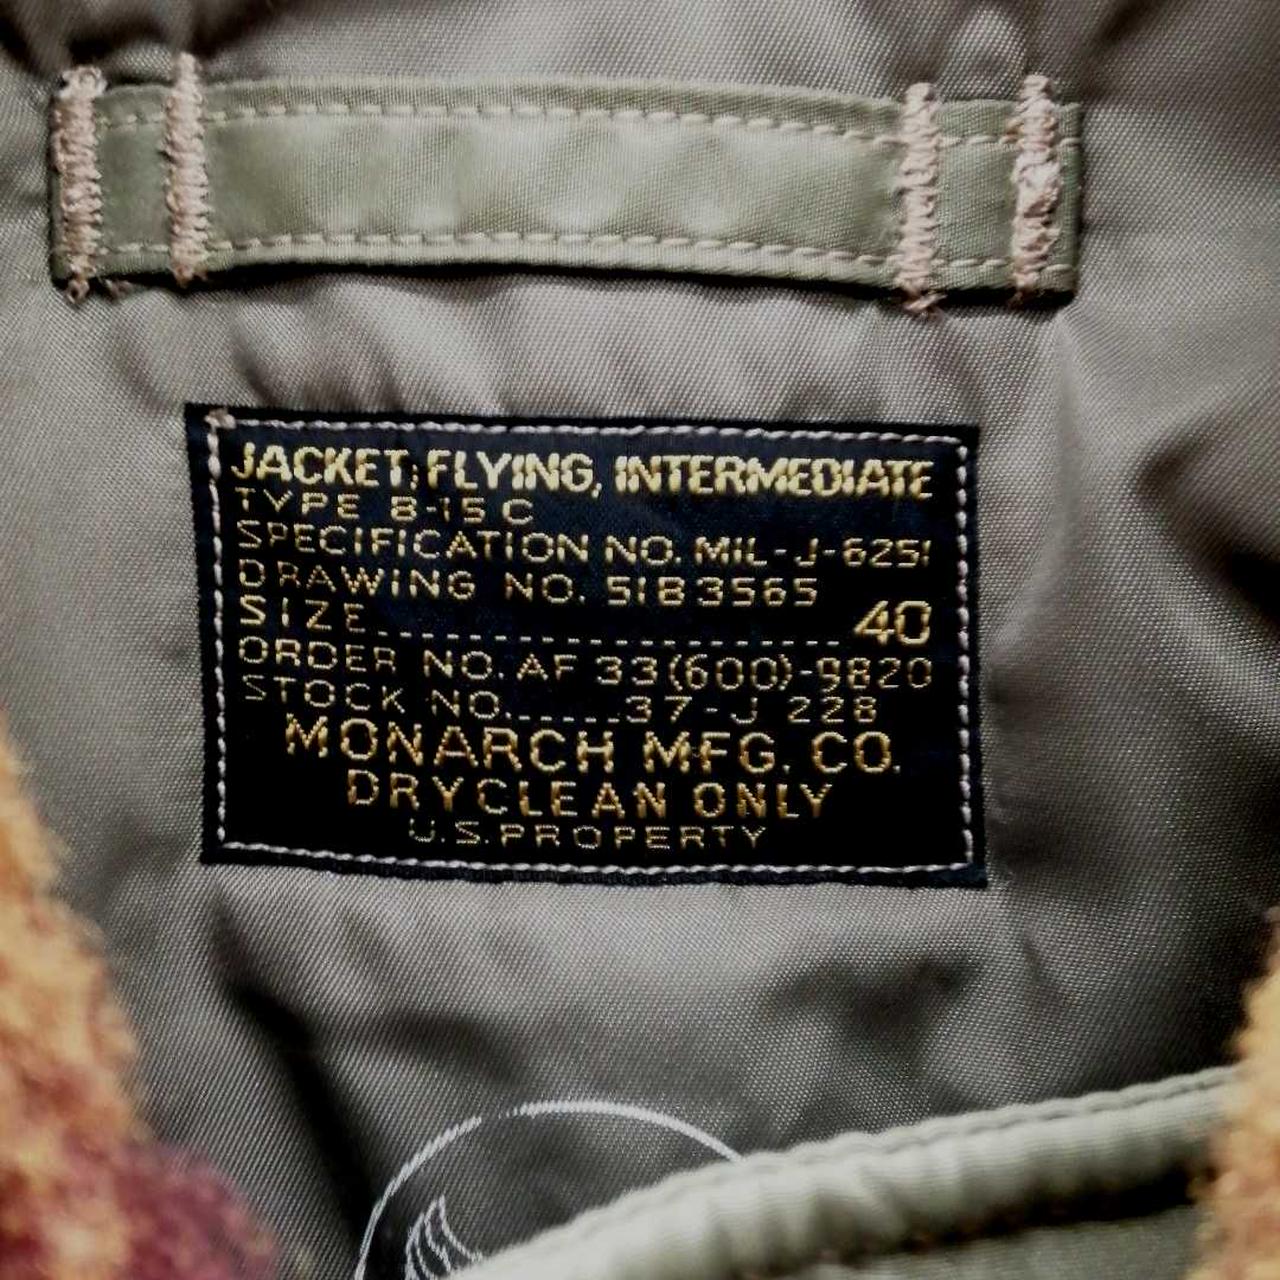 JACKET, FLYING, INTERMEDIATE
TYPE B-15C
SPECIFICATION NO. MIL-J-6251
DRAWING NO. 51B3565
SIZE........................40
ORDER NO. AF 33(600)-9820
STOCK NO.......37-J 228
MONARCH MFG. CO.
DRYCLEAN ONLY
U.S. PROPERTY